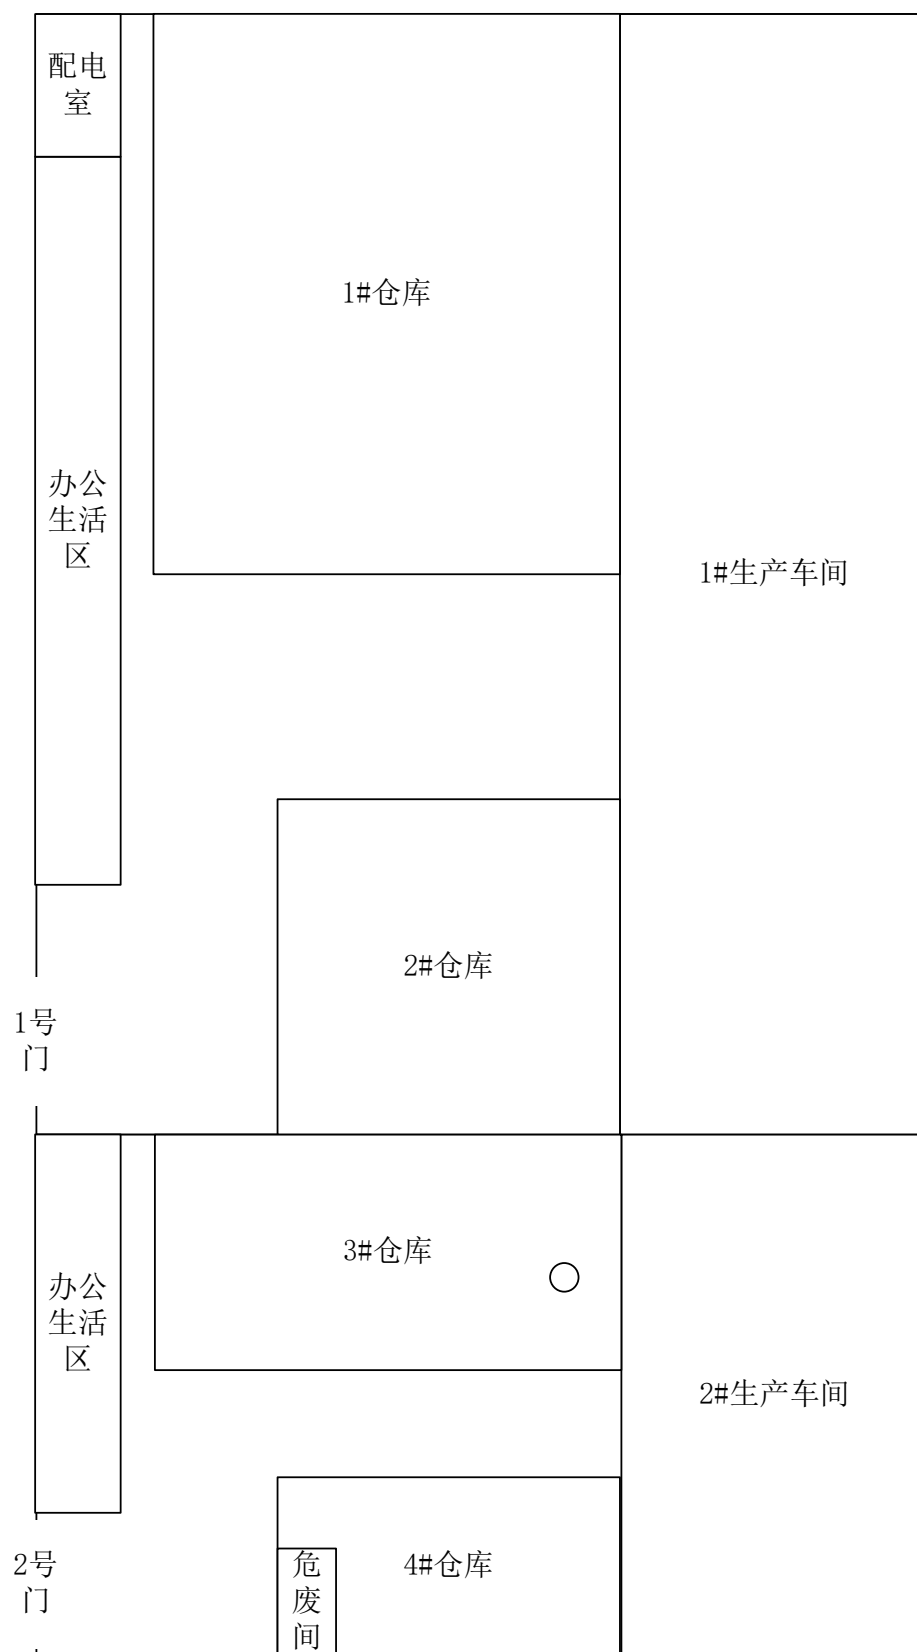 配电
室
1#仓库
办公
生活
区
1#生产车间
2#仓库
1号
门
3#仓库
办公
生活
区
2#生产车间
2号
门
危
废
间
4#仓库